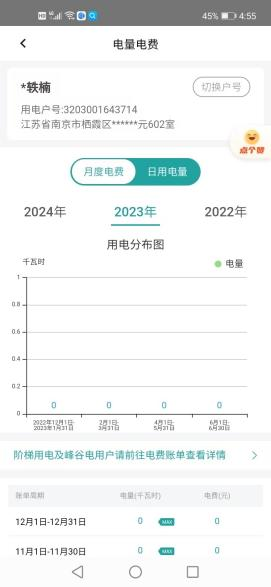 45% 4:55
电量电费
*轶楠
切换户号
用电户号:3203001643714
江苏省南京市栖霞区******元602室
点个赞
月度电费 日用电量
2024年 2023年 2022年
用电分布图
千瓦时
电量
1
0.8
0.6
0.4
0.2
0
0 0 0 0
2022年12月1日-2023年1月31日 2月1日-3月31日 4月1日-5月31日 6月1日-6月30日
阶梯用电及峰谷电用户请前往电费账单查看详情
账单周期 电量(千瓦时) 电费(元)
12月1日-12月31日 0 MAX 0
11月1日-11月30日 0 MAX 0